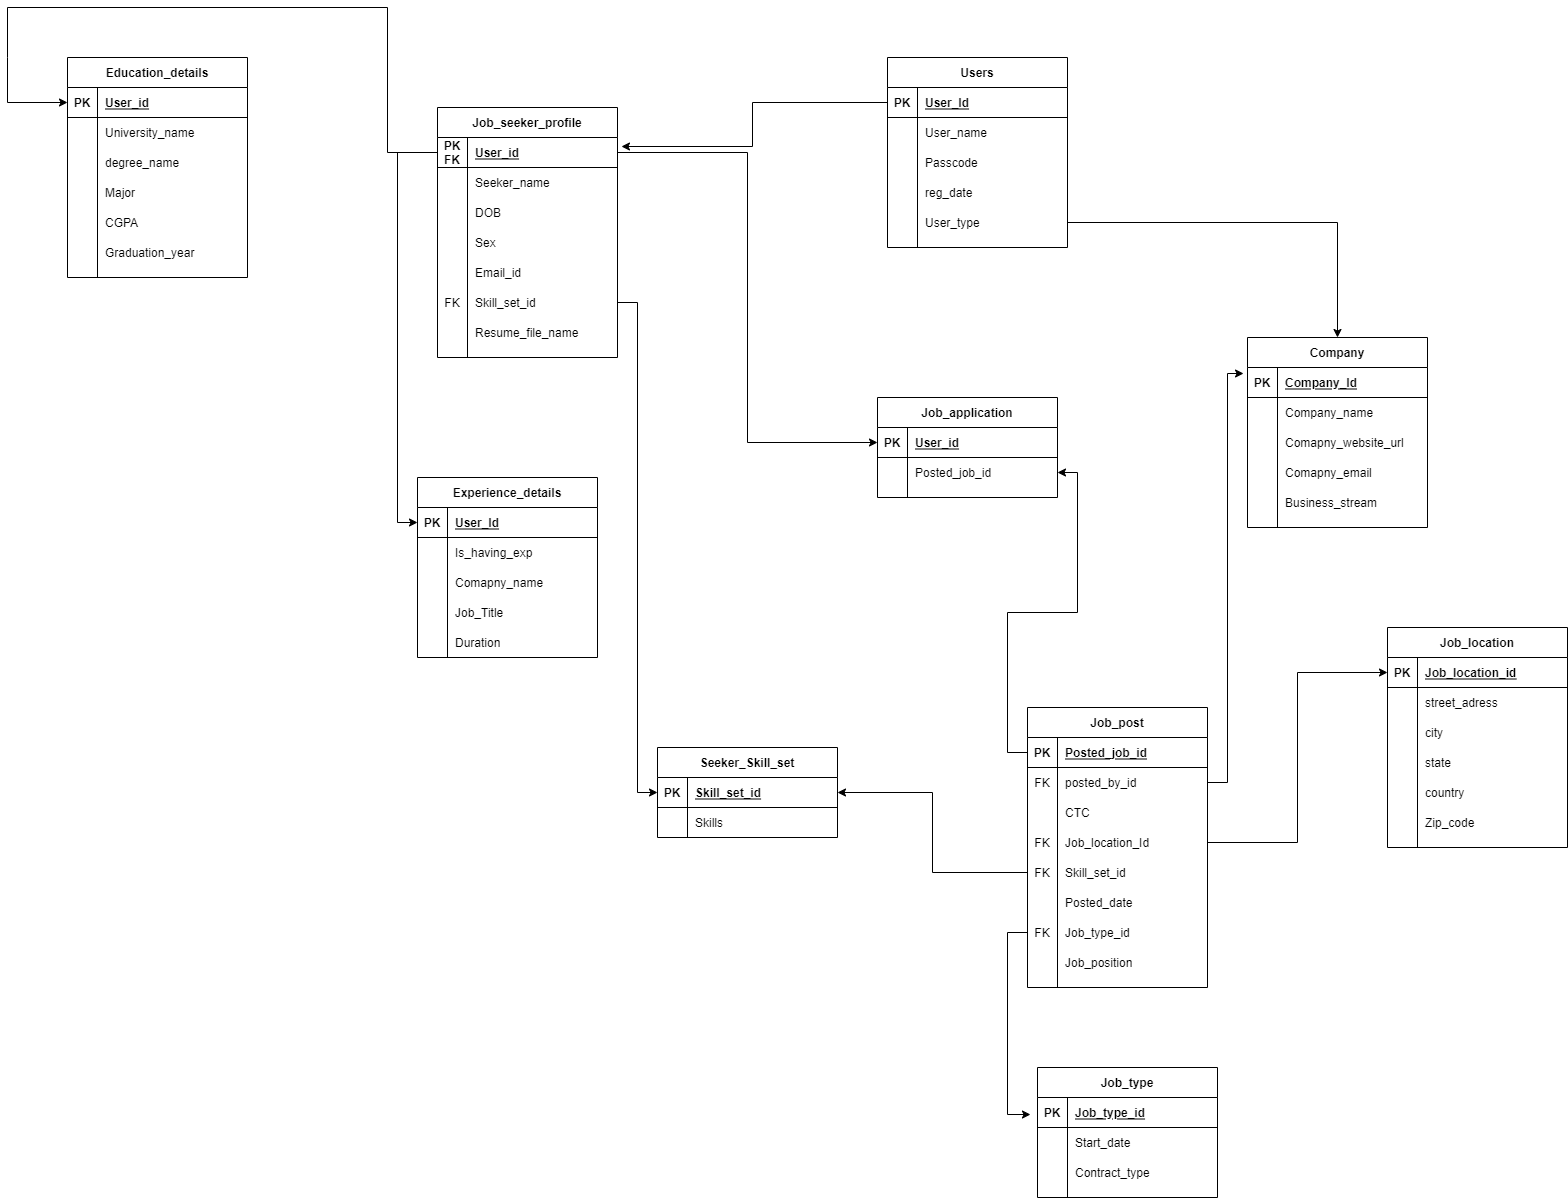 Education_details
PK User_id
University_name
degree_name
Major
CGPA
Graduation_year
Job_seeker_profile
PK
FK User_id
Seeker_name
DOB
Sex
Email_id
FK Skill_set_id
Resume_file_name
Users
PK User_Id
User_name
Passcode
reg_date
User_type
Company
PK Company_Id
Company_name
Comapny_website_url
Comapny_email
Business_stream
Job_application
PK User_id
Posted_job_id
Experience_details
PK User_Id
Is_having_exp
Comapny_name
Job_Title
Duration
Job_location
PK Job_location_id
street_adress
city
state
country
Zip_code
Seeker_Skill_set
PK Skill_set_id
Skills
Job_post
PK Posted_job_id
FK posted_by_id
CTC
FK Job_location_Id
FK Skill_set_id
Posted_date
FK Job_type_id
Job_position
Job_type
PK Job_type_id
Start_date
Contract_type